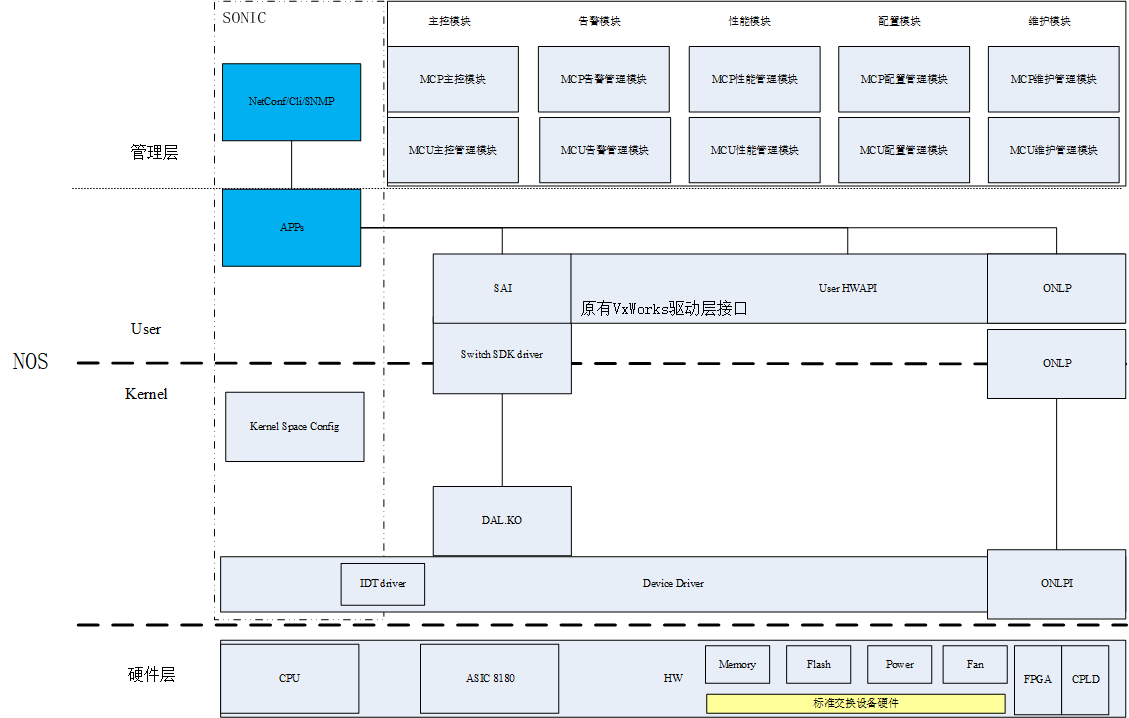 SONIC
主控模块
告警模块
性能模块
配置模块
维护模块
NetConf/Cli/SNMP
MCP主控模块
MCP告警管理模块
MCP性能管理模块
MCP配置管理模块
MCP维护管理模块
管理层
MCU主控管理模块
MCU告警管理模块
MCU性能管理模块
MCU配置管理模块
MCU维护管理模块
APPs
SAI
User HWAPI
ONLP
原有VxWorks驱动层接口
User
NOS
Switch SDK driver
ONLP
Kernel
Kernel Space Config
DAL.KO
IDT driver
Device Driver
ONLPI
硬件层
CPU
ASIC 8180
HW
Memory
Flash
Power
Fan
FPGA
CPLD
标准交换设备硬件